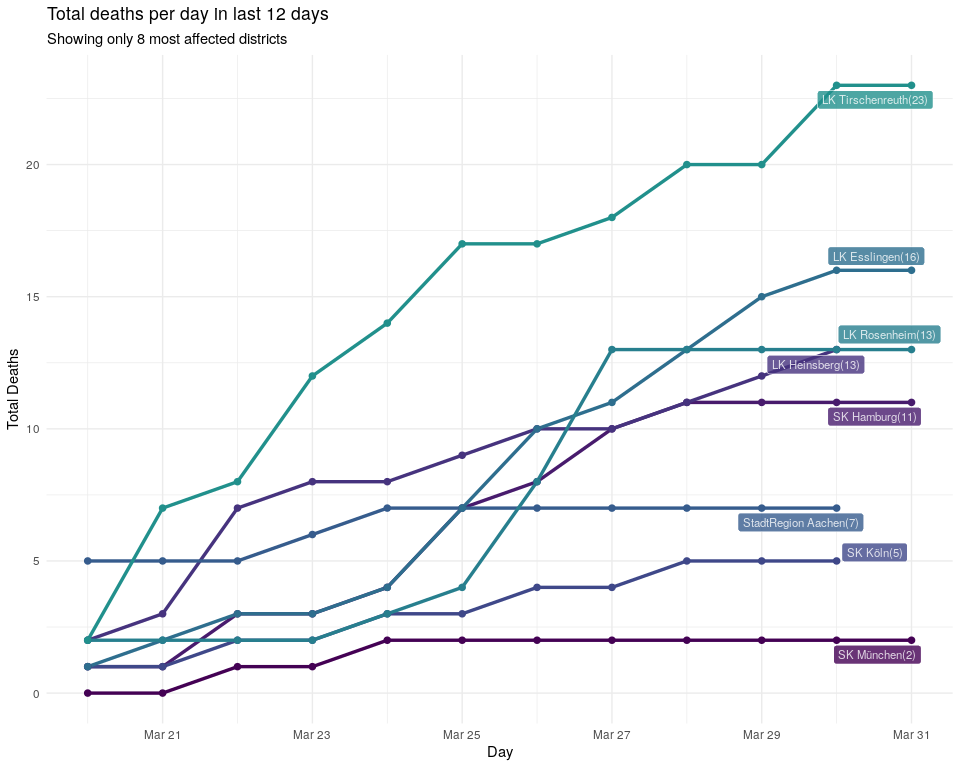 Total deaths per day in last 12 days
Showing only 8 most affected districts
Total Deaths
20
15
10
5
0
LK Tirschenreuth(23)
LK Esslingen(16)
LK Rosenheim(13)
LK Heinsberg(13)
SK Hamburg(11)
StadtRegion Aachen(7)
SK Köln(5)
SK München(2)
Mar 21
Mar 23
Mar 25
Mar 27
Mar 29
Mar 31
Day